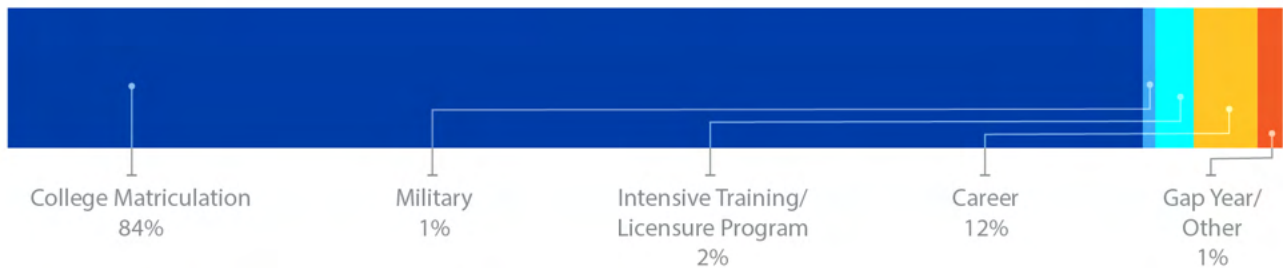 College Matriculation
84%
Military
1%
Intensive Training/
Licensure Program
2%
Career
12%
Gap Year/
Other
1%